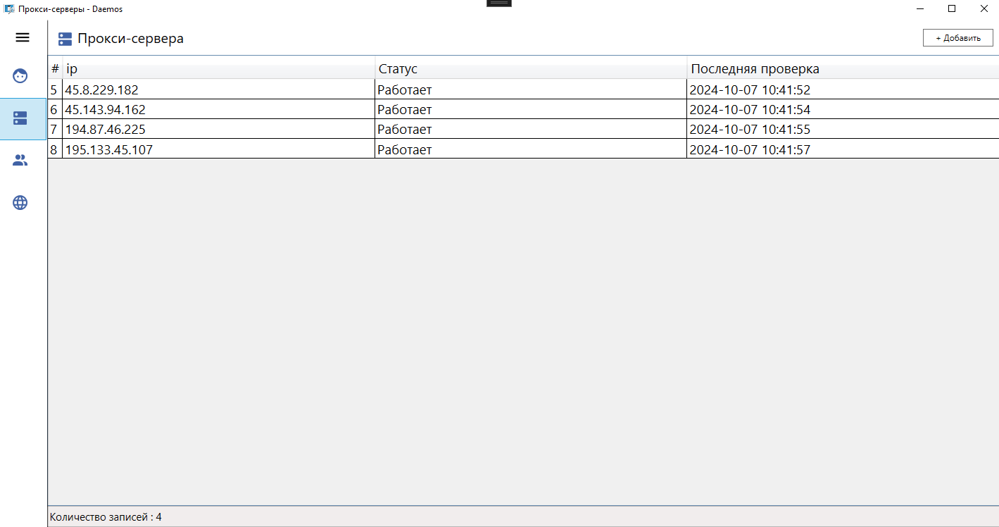 Прокси-серверы - Daemos
Прокси-сервера
+ Добавить
# ip Статус Последняя проверка
5 45.8.229.182 Работает 2024-10-07 10:41:52
6 45.143.94.162 Работает 2024-10-07 10:41:54
7 194.87.46.225 Работает 2024-10-07 10:41:55
8 195.133.45.107 Работает 2024-10-07 10:41:57
Количество записей : 4